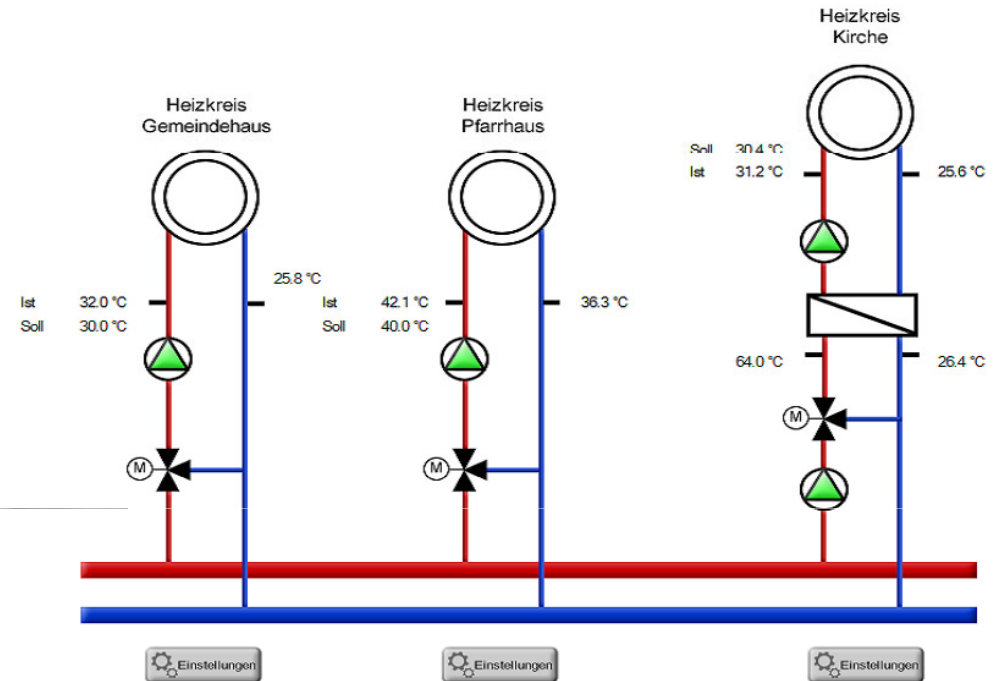 Heizkreis
Kirche
Heizkreis
Gemeindehaus
Heizkreis
Pfarrhaus
Soll 30.4 °C
Ist 31.2 °C
25.6 °C
25.8 °C
Ist 32.0 °C
Soll 30.0 °C
Ist 42.1 °C
Soll 40.0 °C
36.3 °C
64.0 °C
26.4 °C
M
M
M
Einstellungen
Einstellungen
Einstellungen